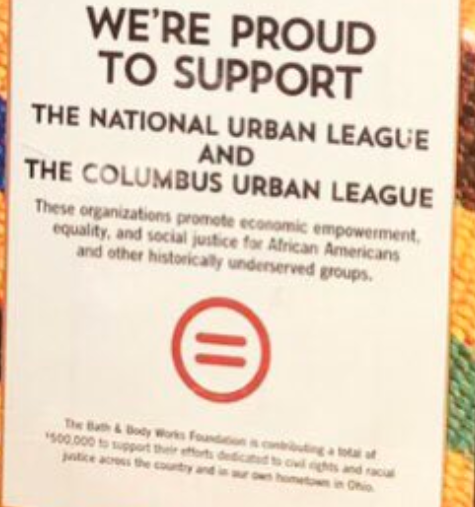 WE'RE PROUD
TO SUPPORT
THE NATIONAL URBAN LEAGUE
AND
THE COLUMBUS URBAN LEAGUE
These organizations promote economic empowerment,
equality, and social justice for African Americans
and other historically underserved groups.
The Bath & Body Works Foundation is contributing a total of
$500,000 to support their efforts dedicated to civil rights and racial
justice across the country and in our own hometown in Ohio.